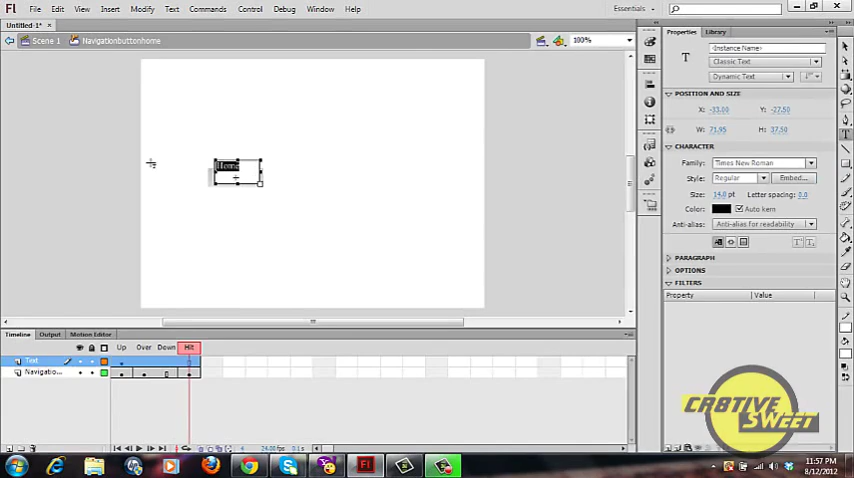 Fl File Edit View Insert Modify Text Commands Control Debug Window Help Essentials
Untitled-1* ×
Scene 1 Navigationbuttonhome 100%
Home
Properties Library
T <Instance Name>
Classic Text
Dynamic Text
POSITION AND SIZE
X: -33.00 Y: -27.50
W: 71.95 H: 37.50
CHARACTER
Family: Times New Roman
Style: Regular Embed...
Size: 14.0 pt Letter spacing: 0.0
Color: Auto kern
Anti-alias: Anti-alias for readability
PARAGRAPH
OPTIONS
FILTERS
Property Value
Timeline Output Motion Editor
Up Over Down Hit
Text
Navigatio...
4 24.00 fps 0.1 s
CR8TIVE
SWEET
11:57 PM
8/12/2012